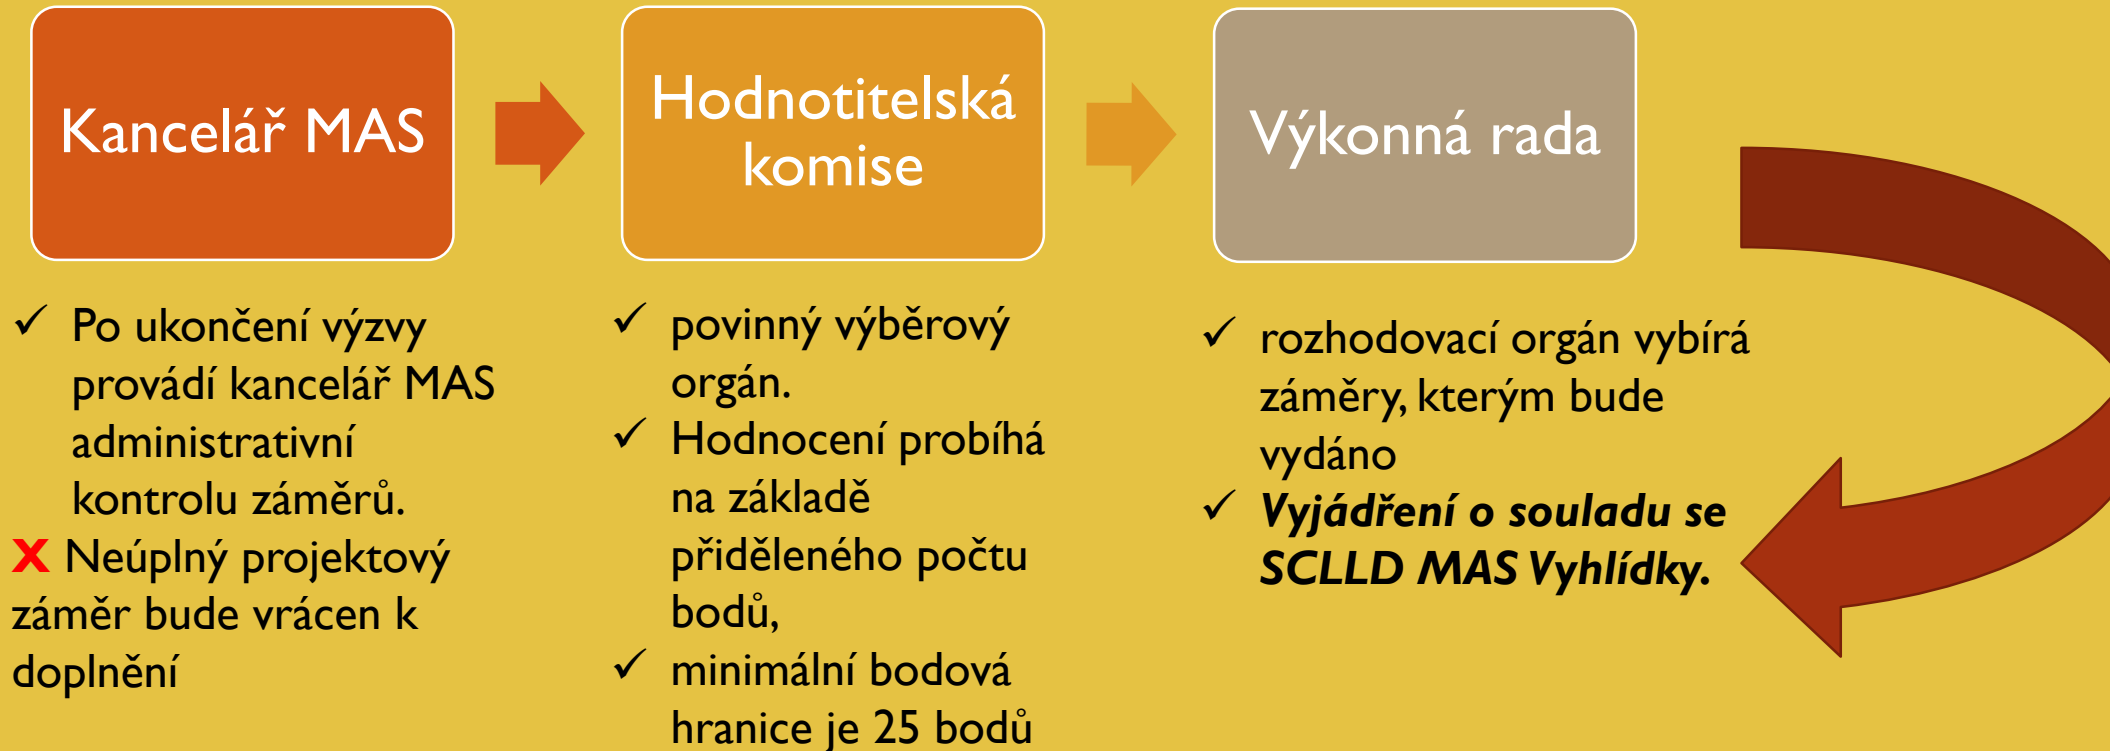 Kancelář MAS
Hodnotitelská
komise
Výkonná rada
✓ Po ukončení výzvy
provádí kancelář MAS
administrativní
kontrolu záměrů.
X Neúplný projektový
záměr bude vrácen k
doplnění
✓ povinný výběrový
orgán.
✓ Hodnocení probíhá
na základě
přiděleného počtu
bodů,
✓ minimální bodová
hranice je 25 bodů
✓ rozhodovací orgán vybírá
záměry, kterým bude
vydáno
✓ Vyjádření o souladu se
SCLLD MAS Vyhlídky.